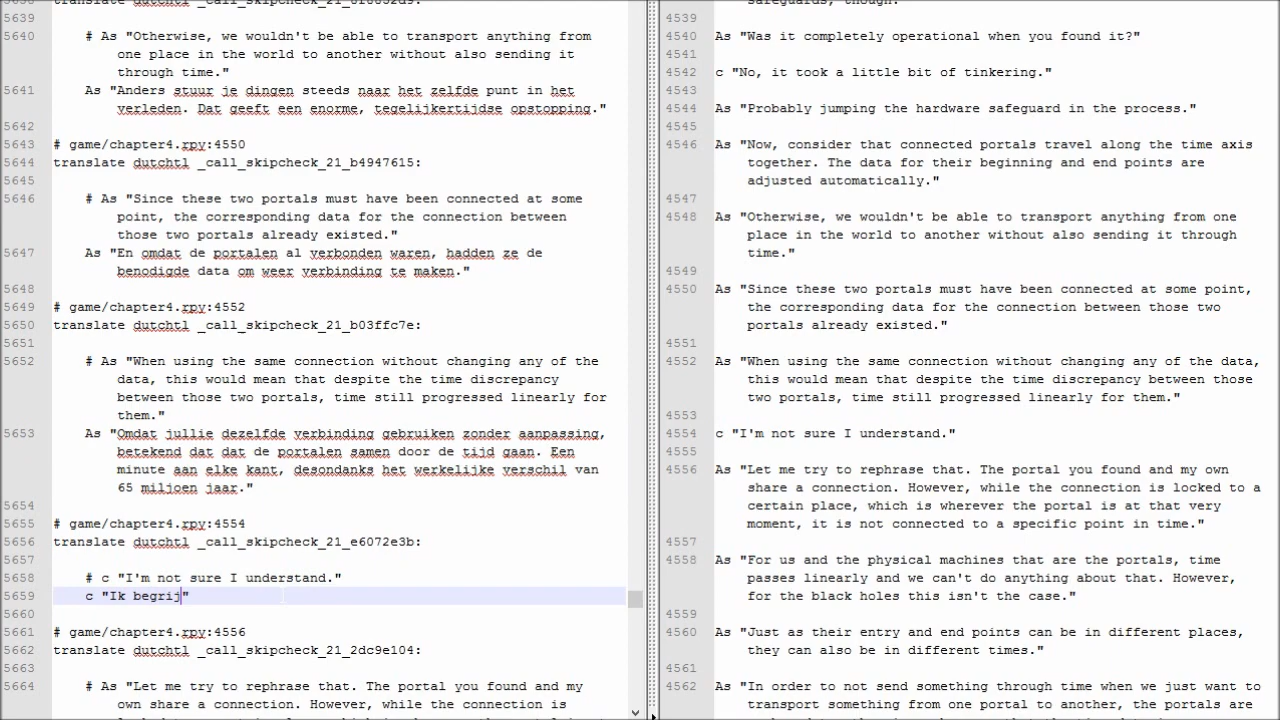 5639
5640 # As "Otherwise, we wouldn't be able to transport anything from
one place in the world to another without also sending it
through time."
5641 As "Anders stuur je dingen steeds naar het zelfde punt in het
verleden. Dat geeft een enorme, tegelijkertijdse opstopping."
5642
5643 # game/chapter4.rpy:4550
5644 translate dutchtl _call_skipcheck_21_b4947615:
5645
5646 # As "Since these two portals must have been connected at some
point, the corresponding data for the connection between
those two portals already existed."
5647 As "En omdat de portalen al verbonden waren, hadden ze de
benodigde data om weer verbinding te maken."
5648
5649 # game/chapter4.rpy:4552
5650 translate dutchtl _call_skipcheck_21_b03ffc7e:
5651
5652 # As "When using the same connection without changing any of the
data, this would mean that despite the time discrepancy
between those two portals, time still progressed linearly for
them."
5653 As "Omdat jullie dezelfde verbinding gebruiken zonder aanpassing,
betekend dat dat de portalen samen door de tijd gaan. Een
minute aan elke kant, desondanks het werkelijke verschil van
65 miljoen jaar."
5654
5655 # game/chapter4.rpy:4554
5656 translate dutchtl _call_skipcheck_21_e6072e3b:
5657
5658 # c "I'm not sure I understand."
5659 c "Ik begrij"
5660
5661 # game/chapter4.rpy:4556
5662 translate dutchtl _call_skipcheck_21_2dc9e104:
5663
5664 # As "Let me try to rephrase that. The portal you found and my
own share a connection. However, while the connection is
safeguards, though."
4539
4540 As "Was it completely operational when you found it?"
4541
4542 c "No, it took a little bit of tinkering."
4543
4544 As "Probably jumping the hardware safeguard in the process."
4545
4546 As "Now, consider that connected portals travel along the time axis
together. The data for their beginning and end points are
adjusted automatically."
4547
4548 As "Otherwise, we wouldn't be able to transport anything from one
place in the world to another without also sending it through
time."
4549
4550 As "Since these two portals must have been connected at some point,
the corresponding data for the connection between those two
portals already existed."
4551
4552 As "When using the same connection without changing any of the data,
this would mean that despite the time discrepancy between those
two portals, time still progressed linearly for them."
4553
4554 c "I'm not sure I understand."
4555
4556 As "Let me try to rephrase that. The portal you found and my own
share a connection. However, while the connection is locked to a
certain place, which is wherever the portal is at that very
moment, it is not connected to a specific point in time."
4557
4558 As "For us and the physical machines that are the portals, time
passes linearly and we can't do anything about that. However,
for the black holes this isn't the case."
4559
4560 As "Just as their entry and end points can be in different places,
they can also be in different times."
4561
4562 As "In order to not send something through time when we just want to
transport something from one portal to another, the portals are